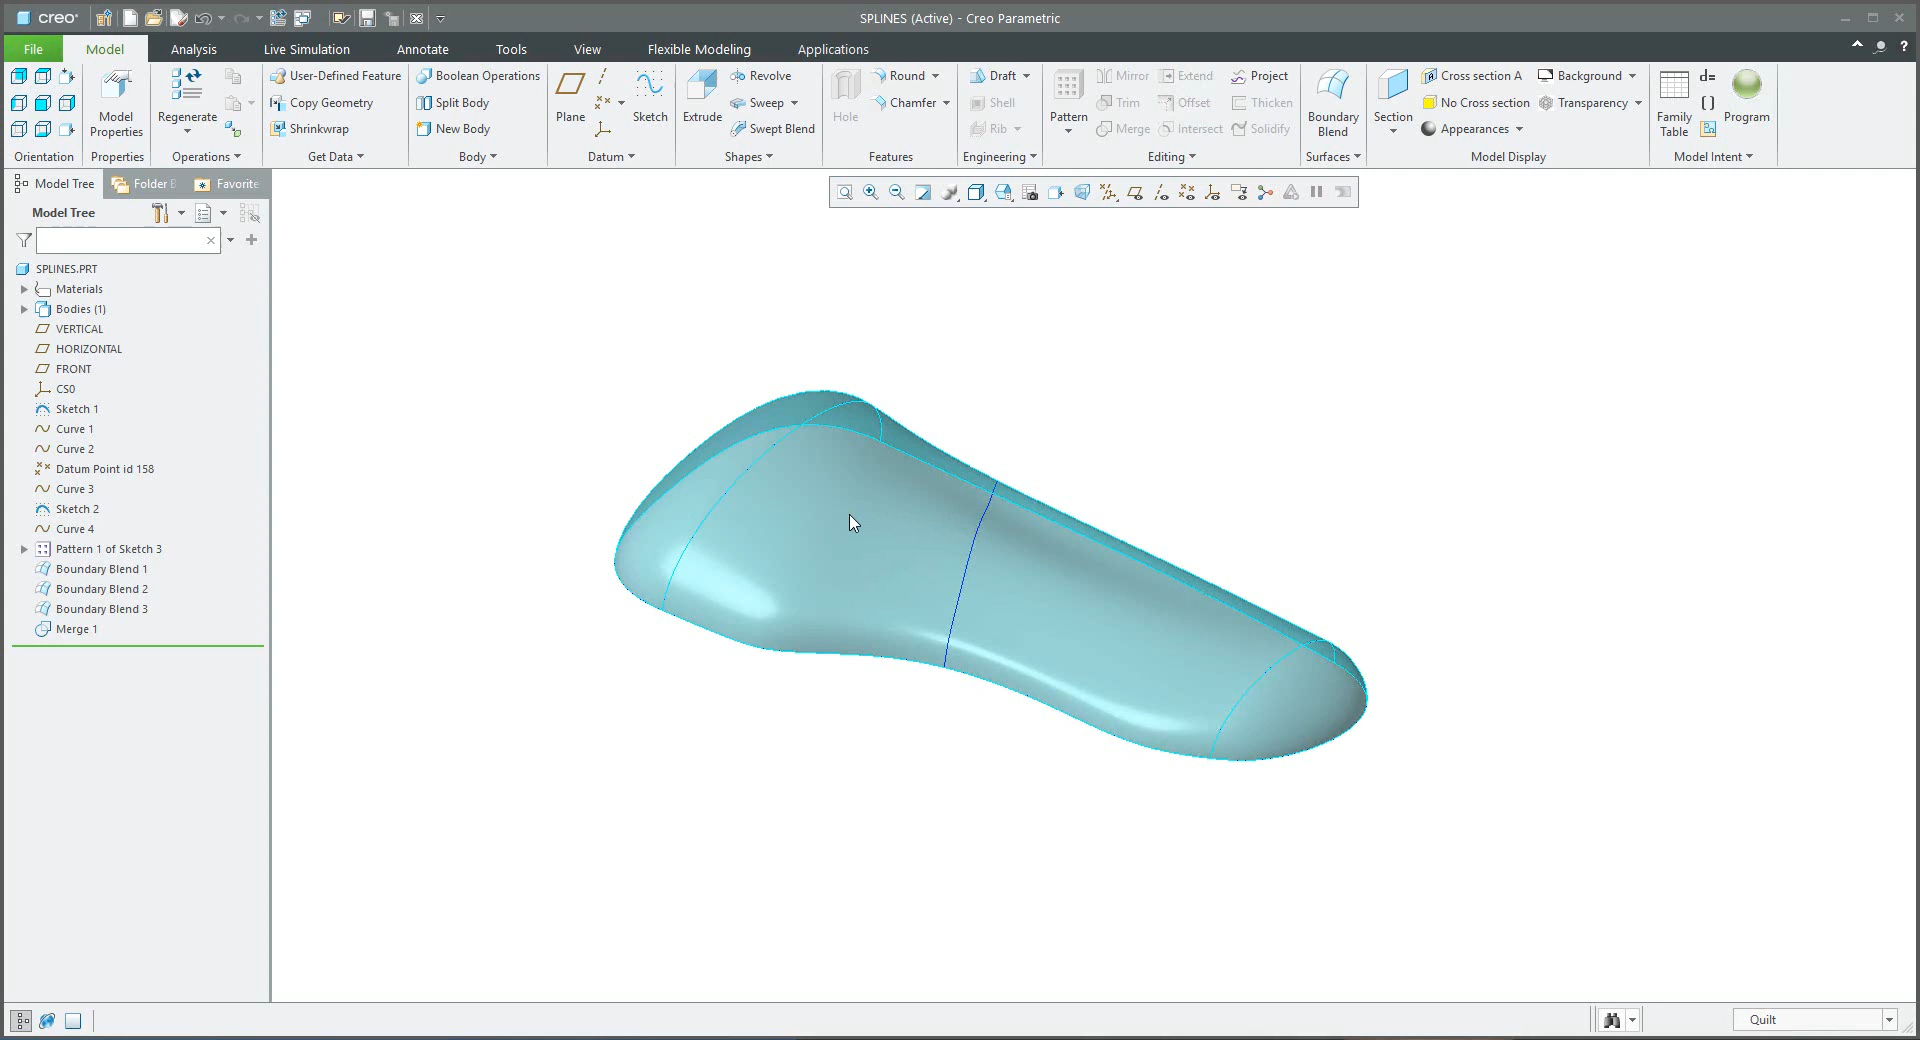 creo
SPLINES (Active) - Creo Parametric
File
Model
Analysis
Live Simulation
Annotate
Tools
View
Flexible Modeling
Applications
?
Model
Properties
Regenerate
User-Defined Feature
Copy Geometry
Shrinkwrap
Boolean Operations
Split Body
New Body
Plane
Sketch
Extrude
Revolve
Sweep
Swept Blend
Hole
Round
Chamfer
Draft
Shell
Rib
Pattern
Mirror
Extend
Project
Trim
Offset
Thicken
Merge
Intersect
Solidify
Boundary
Blend
Section
Cross section A
No Cross section
Appearances
Background
Transparency
Family
Table
d=
( )
Program
Orientation
Properties
Operations
Get Data
Body
Datum
Shapes
Features
Engineering
Editing
Surfaces
Model Display
Model Intent
Model Tree
Folder B
Favorite
Model Tree
SPLINES.PRT
Materials
Bodies (1)
VERTICAL
HORIZONTAL
FRONT
CS0
Sketch 1
Curve 1
Curve 2
Datum Point id 158
Curve 3
Sketch 2
Curve 4
Pattern 1 of Sketch 3
Boundary Blend 1
Boundary Blend 2
Boundary Blend 3
Merge 1
Quilt